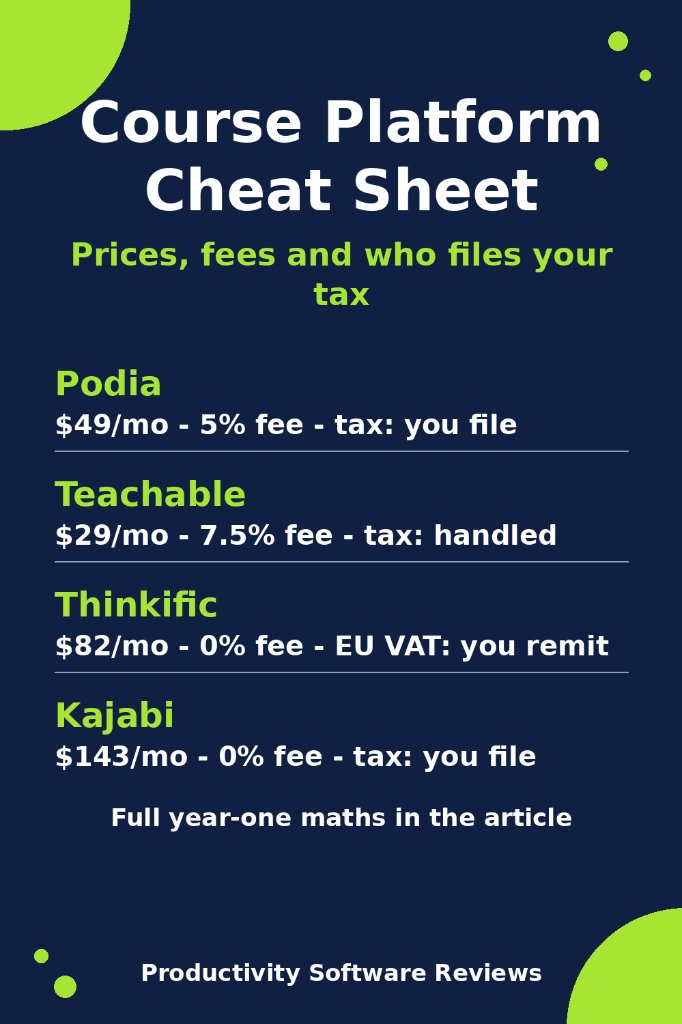 Course Platform
Cheat Sheet
Prices, fees and who files your
tax
Podia
$49/mo - 5% fee - tax: you file
Teachable
$29/mo - 7.5% fee - tax: handled
Thinkific
$82/mo - 0% fee - EU VAT: you remit
Kajabi
$143/mo - 0% fee - tax: you file
Full year-one maths in the article
Productivity Software Reviews